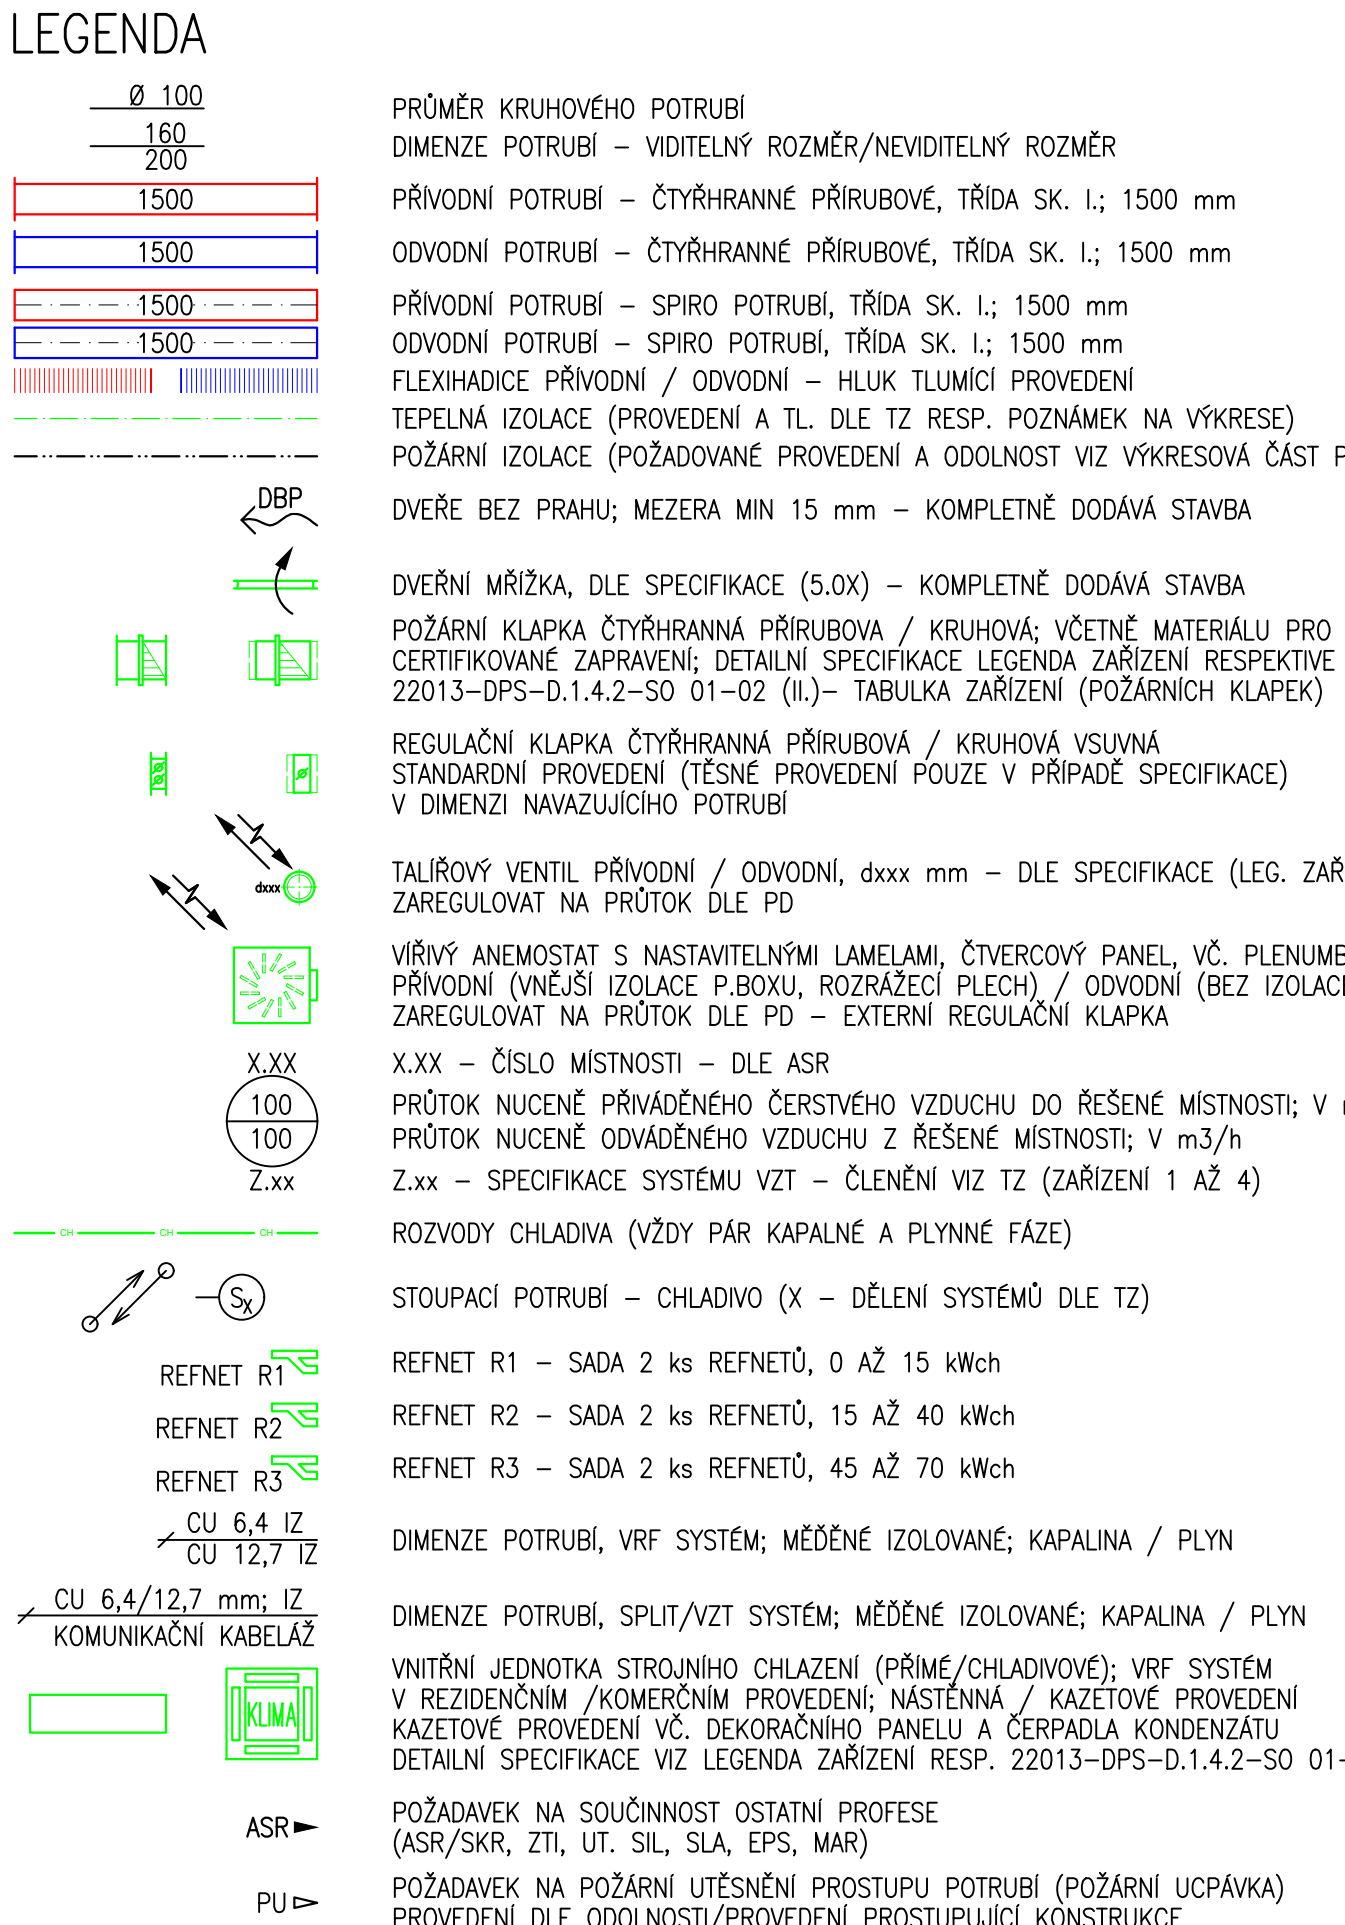 LEGENDA
Ø 100 PRŮMĚR KRUHOVÉHO POTRUBÍ
160
200 DIMENZE POTRUBÍ – VIDITELNÝ ROZMĚR/NEVIDITELNÝ ROZMĚR
1500 PŘÍVODNÍ POTRUBÍ – ČTYŘHRANNÉ PŘÍRUBOVÉ, TŘÍDA SK. I.; 1500 mm
1500 ODVODNÍ POTRUBÍ – ČTYŘHRANNÉ PŘÍRUBOVÉ, TŘÍDA SK. I.; 1500 mm
1500 PŘÍVODNÍ POTRUBÍ – SPIRO POTRUBÍ, TŘÍDA SK. I.; 1500 mm
1500 ODVODNÍ POTRUBÍ – SPIRO POTRUBÍ, TŘÍDA SK. I.; 1500 mm
FLEXIHADICE PŘÍVODNÍ / ODVODNÍ – HLUK TLUMÍCÍ PROVEDENÍ
TEPELNÁ IZOLACE (PROVEDENÍ A TL. DLE TZ RESP. POZNÁMEK NA VÝKRESE)
POŽÁRNÍ IZOLACE (POŽADOVANÉ PROVEDENÍ A ODOLNOST VIZ VÝKRESOVÁ ČÁST
DBP DVEŘE BEZ PRAHU; MEZERA MIN 15 mm – KOMPLETNĚ DODÁVÁ STAVBA
DVEŘNÍ MŘÍŽKA, DLE SPECIFIKACE (5.0X) – KOMPLETNĚ DODÁVÁ STAVBA
POŽÁRNÍ KLAPKA ČTYŘHRANNÁ PŘÍRUBOVA / KRUHOVÁ; VČETNĚ MATERIÁLU PRO
CERTIFIKOVANÉ ZAPRAVENÍ; DETAILNÍ SPECIFIKACE LEGENDA ZAŘÍZENÍ RESPEKTIVE
22013-DPS-D.1.4.2-SO 01-02 (II.)– TABULKA ZAŘÍZENÍ (POŽÁRNÍCH KLAPEK)
REGULAČNÍ KLAPKA ČTYŘHRANNÁ PŘÍRUBOVÁ / KRUHOVÁ VSUVNÁ
STANDARDNÍ PROVEDENÍ (TĚSNÉ PROVEDENÍ POUZE V PŘÍPADĚ SPECIFIKACE)
V DIMENZI NAVAZUJÍCÍHO POTRUBÍ
dxxx TALÍŘOVÝ VENTIL PŘÍVODNÍ / ODVODNÍ, dxxx mm – DLE SPECIFIKACE (LEG. ZAŘ
ZAREGULOVAT NA PRŮTOK DLE PD
VÍŘIVÝ ANEMOSTAT S NASTAVITELNÝMI LAMELAMI, ČTVERCOVÝ PANEL, VČ. PLENUMB
PŘÍVODNÍ (VNĚJŠÍ IZOLACE P.BOXU, ROZRÁŽECÍ PLECH) / ODVODNÍ (BEZ IZOLACE
ZAREGULOVAT NA PRŮTOK DLE PD – EXTERNÍ REGULAČNÍ KLAPKA
X.XX X.XX – ČÍSLO MÍSTNOSTI – DLE ASR
100 PRŮTOK NUCENĚ PŘIVÁDĚNÉHO ČERSTVÉHO VZDUCHU DO ŘEŠENÉ MÍSTNOSTI; V
100 PRŮTOK NUCENĚ ODVÁDĚNÉHO VZDUCHU Z ŘEŠENÉ MÍSTNOSTI; V m3/h
Z.xx Z.xx – SPECIFIKACE SYSTÉMU VZT – ČLENĚNÍ VIZ TZ (ZAŘÍZENÍ 1 AŽ 4)
CH CH CH ROZVODY CHLADIVA (VŽDY PÁR KAPALNÉ A PLYNNÉ FÁZE)
SX STOUPACÍ POTRUBÍ – CHLADIVO (X – DĚLENÍ SYSTÉMŮ DLE TZ)
REFNET R1 REFNET R1 – SADA 2 ks REFNETŮ, 0 AŽ 15 kWch
REFNET R2 REFNET R2 – SADA 2 ks REFNETŮ, 15 AŽ 40 kWch
REFNET R3 REFNET R3 – SADA 2 ks REFNETŮ, 45 AŽ 70 kWch
CU 6,4 IZ
CU 12,7 IZ DIMENZE POTRUBÍ, VRF SYSTÉM; MĚĎĚNÉ IZOLOVANÉ; KAPALINA / PLYN
CU 6,4/12,7 mm; IZ
KOMUNIKAČNÍ KABELÁŽ DIMENZE POTRUBÍ, SPLIT/VZT SYSTÉM; MĚĎĚNÉ IZOLOVANÉ; KAPALINA / PLYN
VNITŘNÍ JEDNOTKA STROJNÍHO CHLAZENÍ (PŘÍMÉ/CHLADIVOVÉ); VRF SYSTÉM
KLIMA V REZIDENČNÍM /KOMERČNÍM PROVEDENÍ; NÁSTĚNNÁ / KAZETOVÉ PROVEDENÍ
KAZETOVÉ PROVEDENÍ VČ. DEKORAČNÍHO PANELU A ČERPADLA KONDENZÁTU
DETAILNÍ SPECIFIKACE VIZ LEGENDA ZAŘÍZENÍ RESP. 22013-DPS-D.1.4.2-SO 01-
ASR POŽADAVEK NA SOUČINNOST OSTATNÍ PROFESE
(ASR/SKR, ZTI, UT. SIL, SLA, EPS, MAR)
PU POŽADAVEK NA POŽÁRNÍ UTĚSNĚNÍ PROSTUPU POTRUBÍ (POŽÁRNÍ UCPÁVKA)
PROVEDENÍ DLE ODOLNOSTI/PROVEDENÍ PROSTUPUJÍCÍ KONSTRUKCE